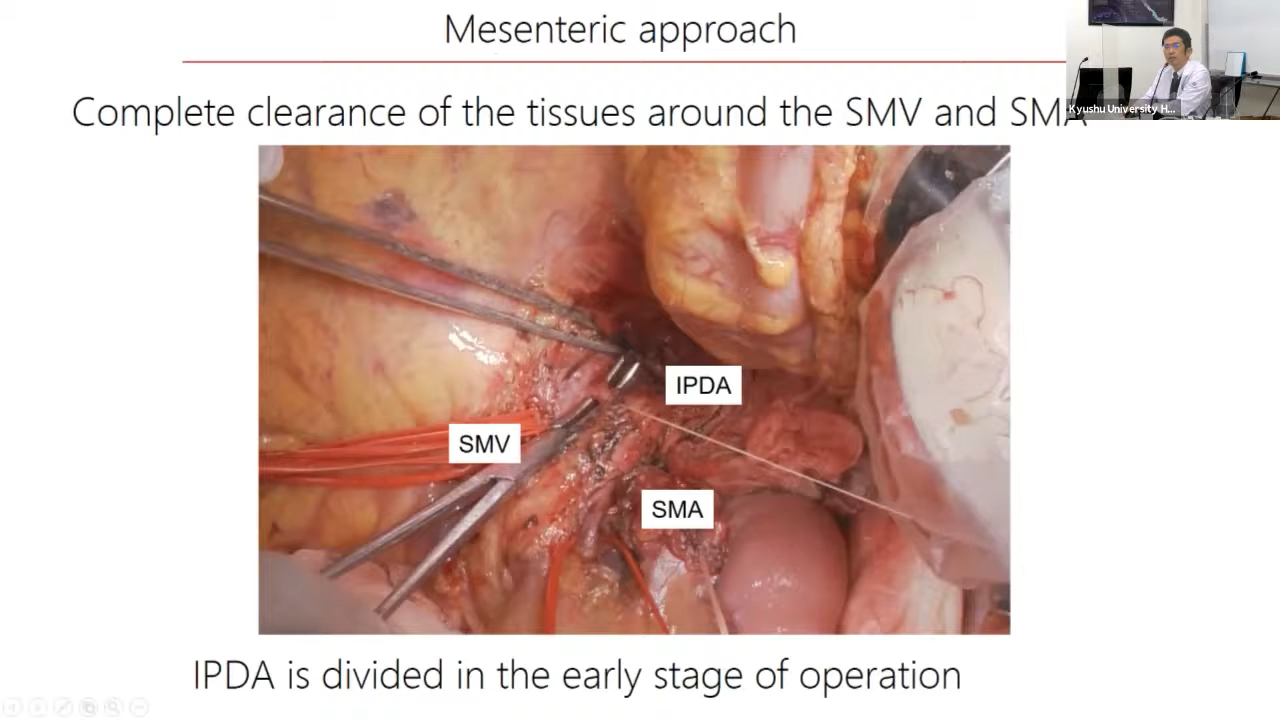 Mesenteric approach
Kyushu University H...
Complete clearance of the tissues around the SMV and SMA
IPDA
SMV
SMA
IPDA is divided in the early stage of operation